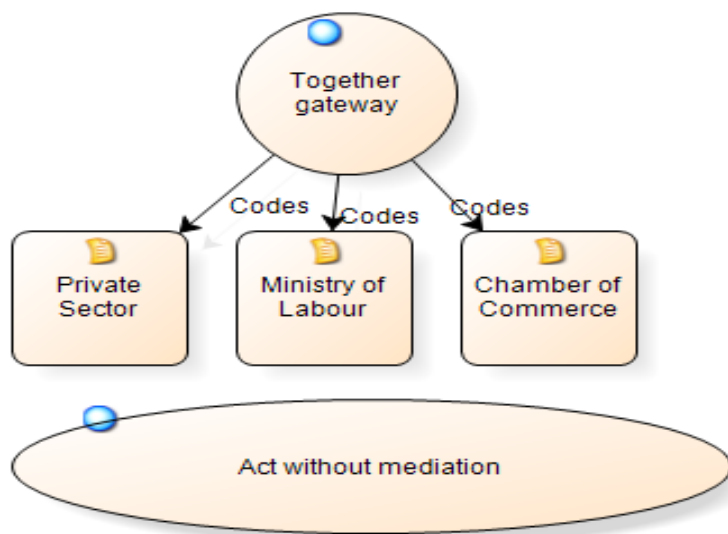 Together
gateway
Codes
Codes
Codes
Private
Sector
Ministry of
Labour
Chamber of
Commerce
Act without mediation